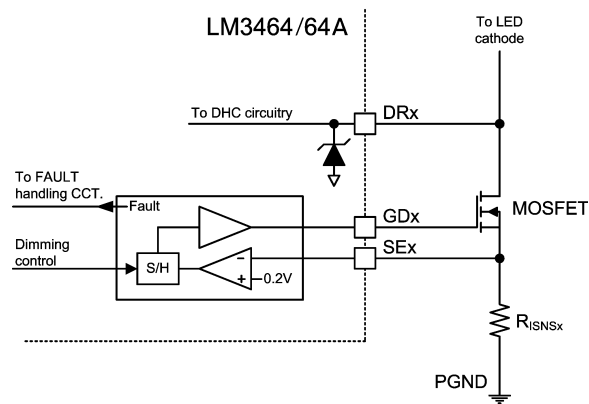 LM3464/64A
To LED
cathode
To DHC circuitry
DRx
To FAULT
handling CCT.
Fault
GDx
MOSFET
Dimming
control
S/H
−
+
0.2V
SEx
RISNSx
PGND